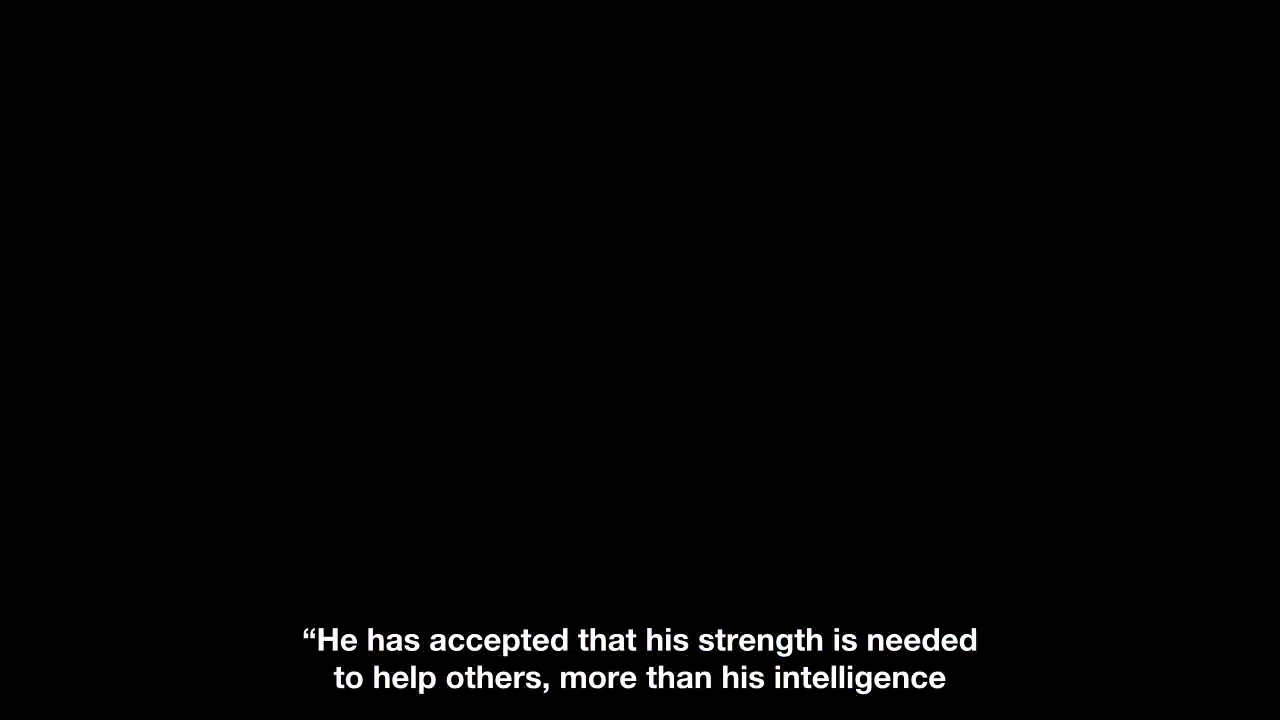 “He has accepted that his strength is needed
to help others, more than his intelligence